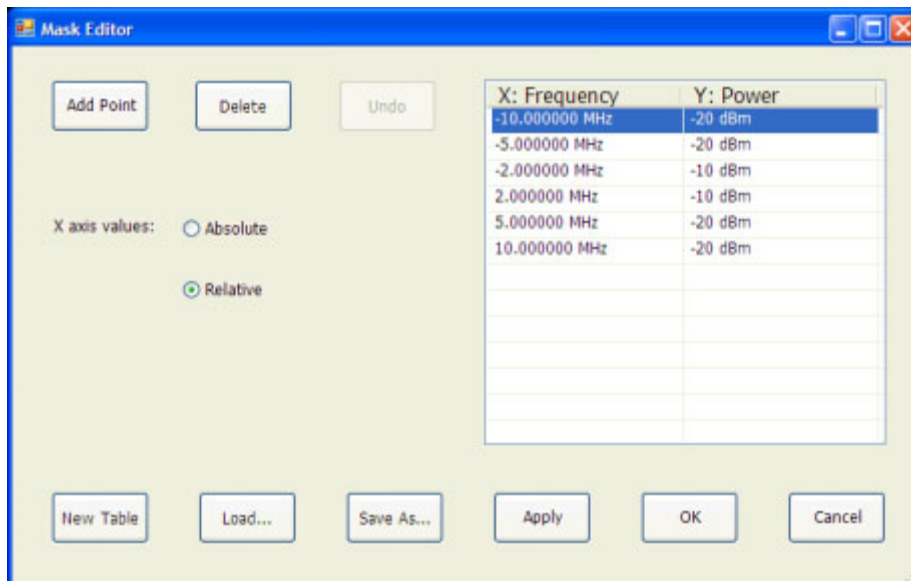 Mask Editor
Add Point Delete Undo
X: Frequency Y: Power
-10.000000 MHz -20 dBm
-5.000000 MHz -20 dBm
-2.000000 MHz -10 dBm
2.000000 MHz -10 dBm
5.000000 MHz -20 dBm
10.000000 MHz -20 dBm
X axis values: Absolute
Relative
New Table Load... Save As... Apply OK Cancel